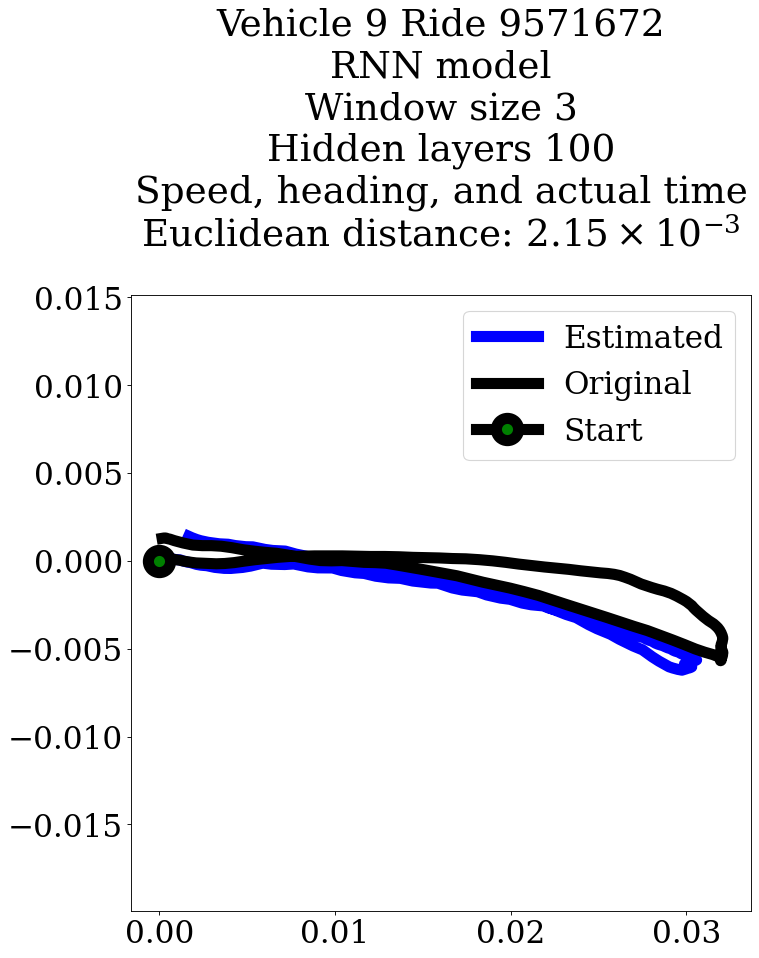 Vehicle 9 Ride 9571672
RNN model
Window size 3
Hidden layers 100
Speed, heading, and actual time
Euclidean distance: 2.15 × 10⁻³
Estimated
Original
Start
0.015
0.010
0.005
0.000
−0.005
−0.010
−0.015
0.00 0.01 0.02 0.03